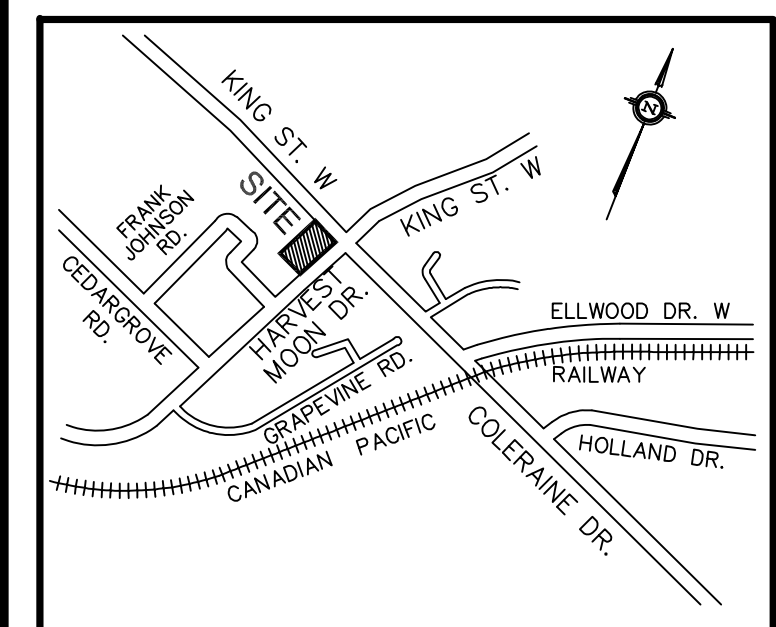 KING ST. W
N
SITE
KING ST. W
FRANK
JOHNSON
RD.
CEDARGROVE
RD.
HARVEST
MOON DR.
ELLWOOD DR. W
RAILWAY
GRAPEVINE RD.
CANADIAN PACIFIC
COLERAINE DR.
HOLLAND DR.